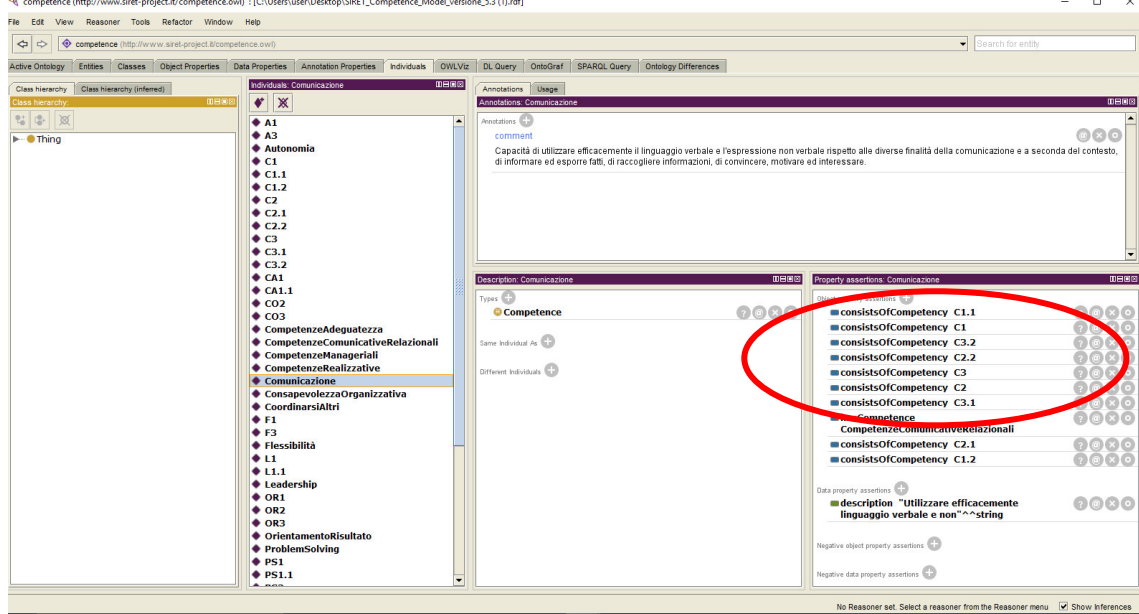 competence (http://www.siret-project.it/competence.owl) : [C:\Users\user\Desktop\SIRET_Competence_Model_versione_5.3 (1).rdf]
File Edit View Reasoner Tools Refactor Window Help
competence (http://www.siret-project.it/competence.owl)
Search for entity
Active Ontology Entities Classes Object Properties Data Properties Annotation Properties Individuals OWLViz DL Query OntoGraf SPARQL Query Ontology Differences
Class hierarchy Class hierarchy (inferred)
Class hierarchy:
Thing
Individuals: Comunicazione
A1
A3
Autonomia
C1
C1.1
C1.2
C2
C2.1
C2.2
C3
C3.1
C3.2
CA1
CA1.1
CO2
CO3
CompetenzeAdeguatezza
CompetenzeComunicativeRelazionali
CompetenzeManageriali
CompetenzeRealizzative
Comunicazione
ConsapevolezzaOrganizzativa
CoordinarsiAltri
F1
F3
Flessibilità
L1
L1.1
Leadership
OR1
OR2
OR3
OrientamentoRisultato
ProblemSolving
PS1
PS1.1
Annotations Usage
Annotations: Comunicazione
Annotations
comment
Capacità di utilizzare efficacemente il linguaggio verbale e l'espressione non verbale rispetto alle diverse finalità della comunicazione e a seconda del contesto,
di informare ed esporre fatti, di raccogliere informazioni, di convincere, motivare ed interessare.
Description: Comunicazione
Types
Competence
Same Individual As
Different Individuals
Property assertions: Comunicazione
Object property assertions
consistsOfCompetency C1.1
consistsOfCompetency C1
consistsOfCompetency C3.2
consistsOfCompetency C2.2
consistsOfCompetency C3
consistsOfCompetency C2
consistsOfCompetency C3.1
CompetenzeComunicativeRelazionali
consistsOfCompetency C2.1
consistsOfCompetency C1.2
Data property assertions
description "Utilizzare efficacemente
linguaggio verbale e non"^^string
Negative object property assertions
Negative data property assertions
No Reasoner set. Select a reasoner from the Reasoner menu Show Inferences